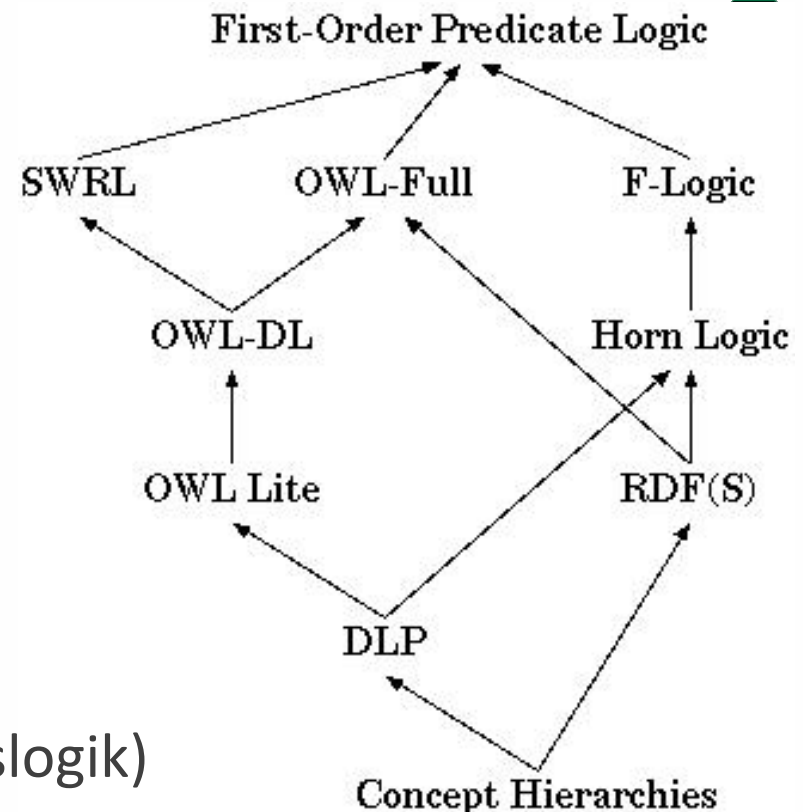 First-Order Predicate Logic
SWRL OWL-Full F-Logic
OWL-DL Horn Logic
OWL Lite RDF(S)
DLP
slogik)
Concept Hierarchies